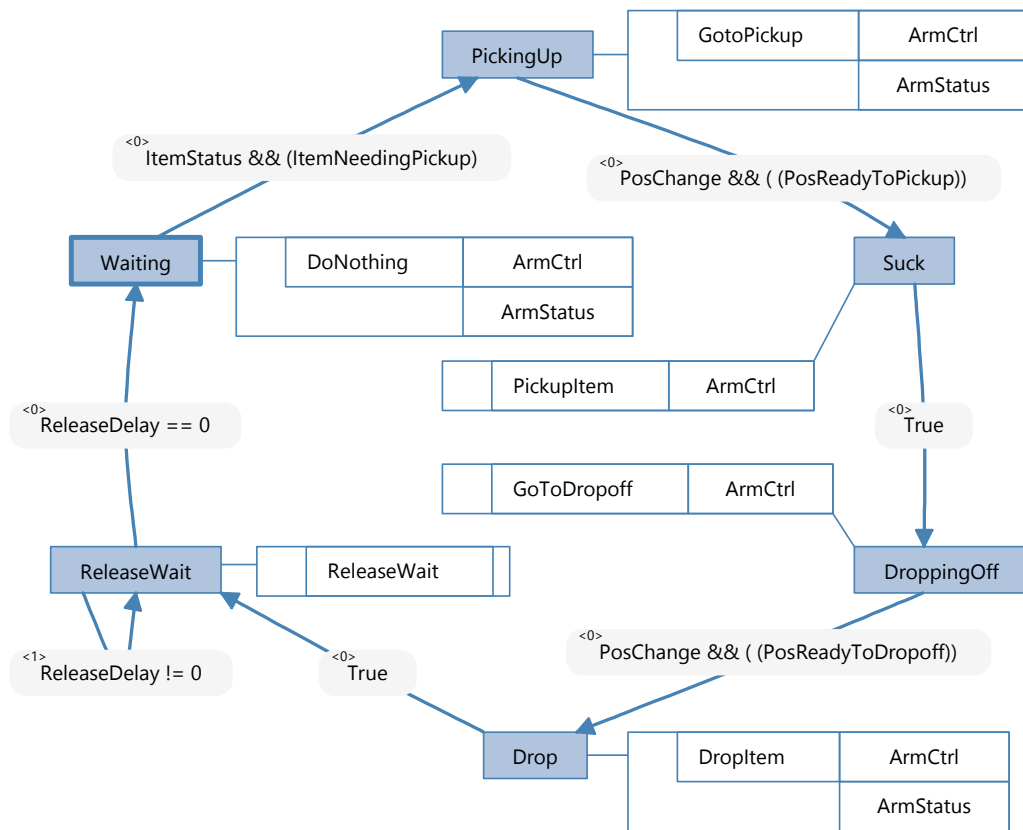 PickingUp
GotoPickup ArmCtrl
ArmStatus
<0>
ItemStatus && (ItemNeedingPickup)
<0>
PosChange && ( (PosReadyToPickup))
Waiting
DoNothing ArmCtrl
ArmStatus
Suck
PickupItem ArmCtrl
<0>
ReleaseDelay == 0
<0>
True
GoToDropoff ArmCtrl
ReleaseWait
ReleaseWait
DroppingOff
<1>
ReleaseDelay != 0
<0>
True
<0>
PosChange && ( (PosReadyToDropoff))
Drop
DropItem ArmCtrl
ArmStatus